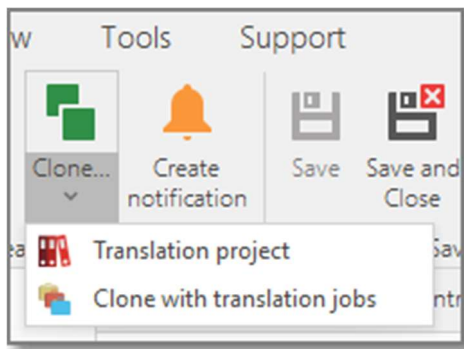 w Tools Support
Clone... Create notification Save Save and Close
Translation project
Clone with translation jobs